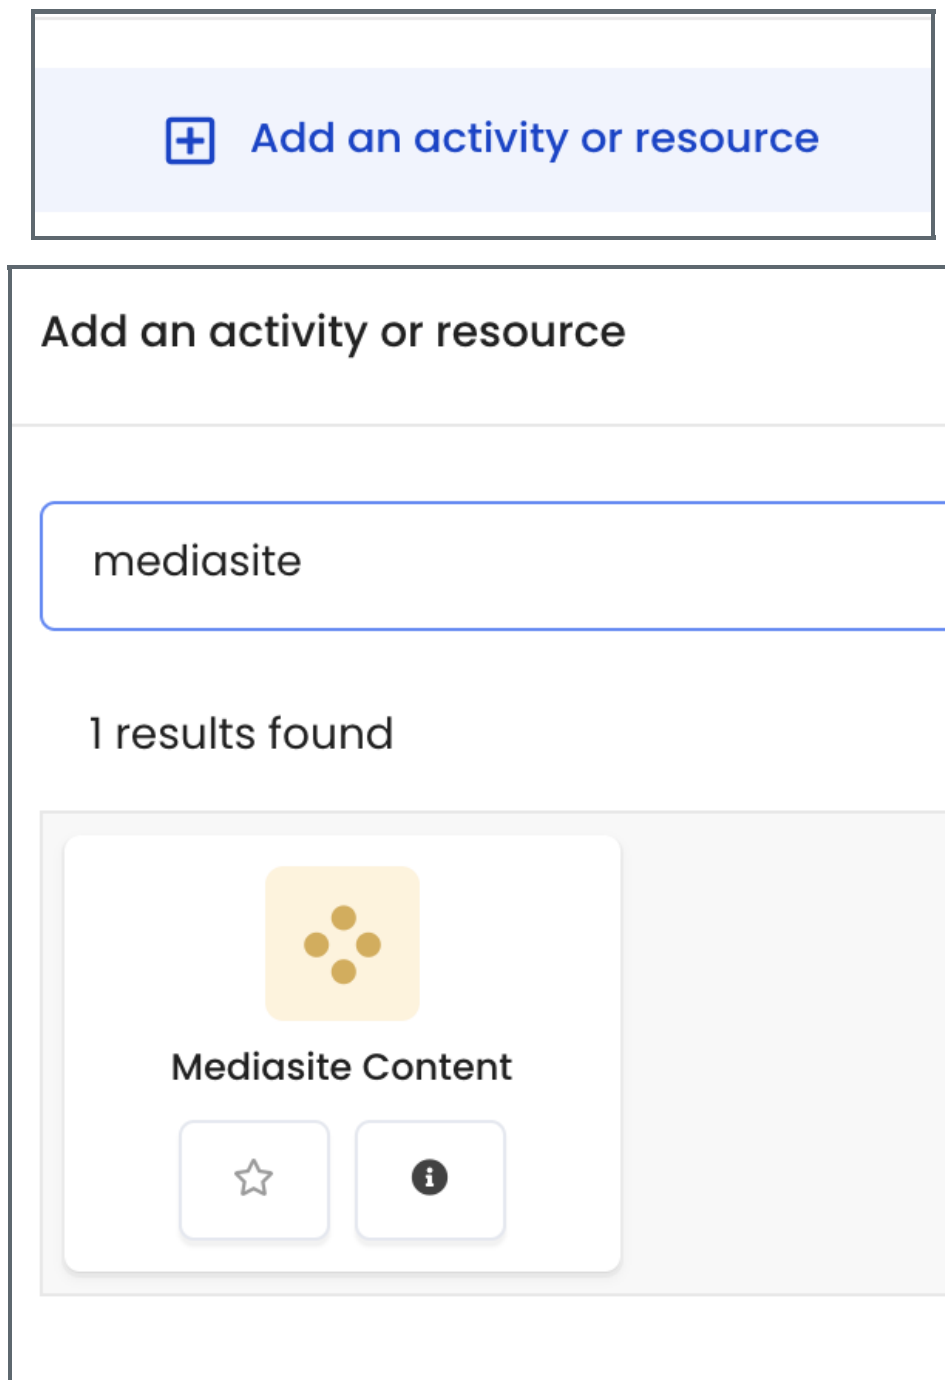 Add an activity or resource
Add an activity or resource
mediasite
1 results found
Mediasite Content